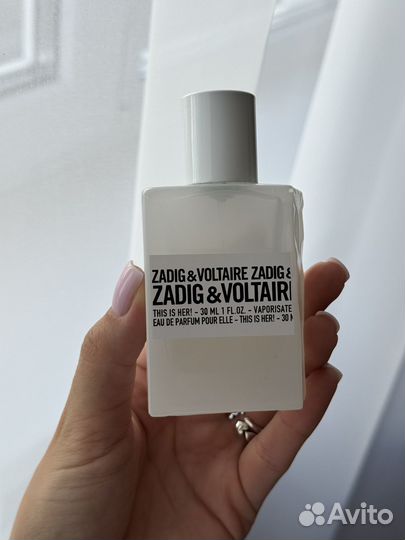 ZADIG&VOLTAIRE ZADIG &
ZADIG & VOLTAIRE
THIS IS HER! – 30 ML 1 FL.OZ. – VAPORISATE
EAU DE PARFUM POUR ELLE – THIS IS HER! – 30 M
Avito